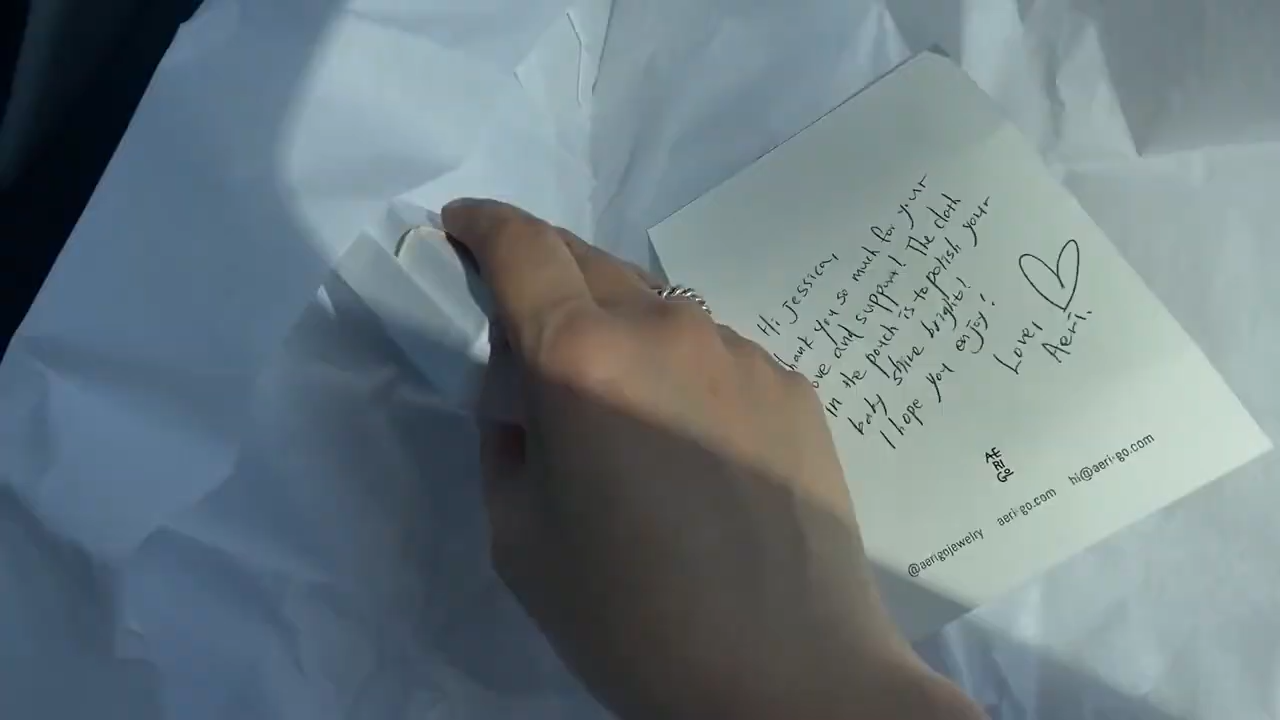 Hi Jessica,
Thank you so much for your
love and support! The cloth
in the pouch is to polish your
baby shine bright!
I hope you enjoy!
Love,
Aeri.
AE
RI
GO
@aerigojewelry aeri-go.com hi@aeri-go.com